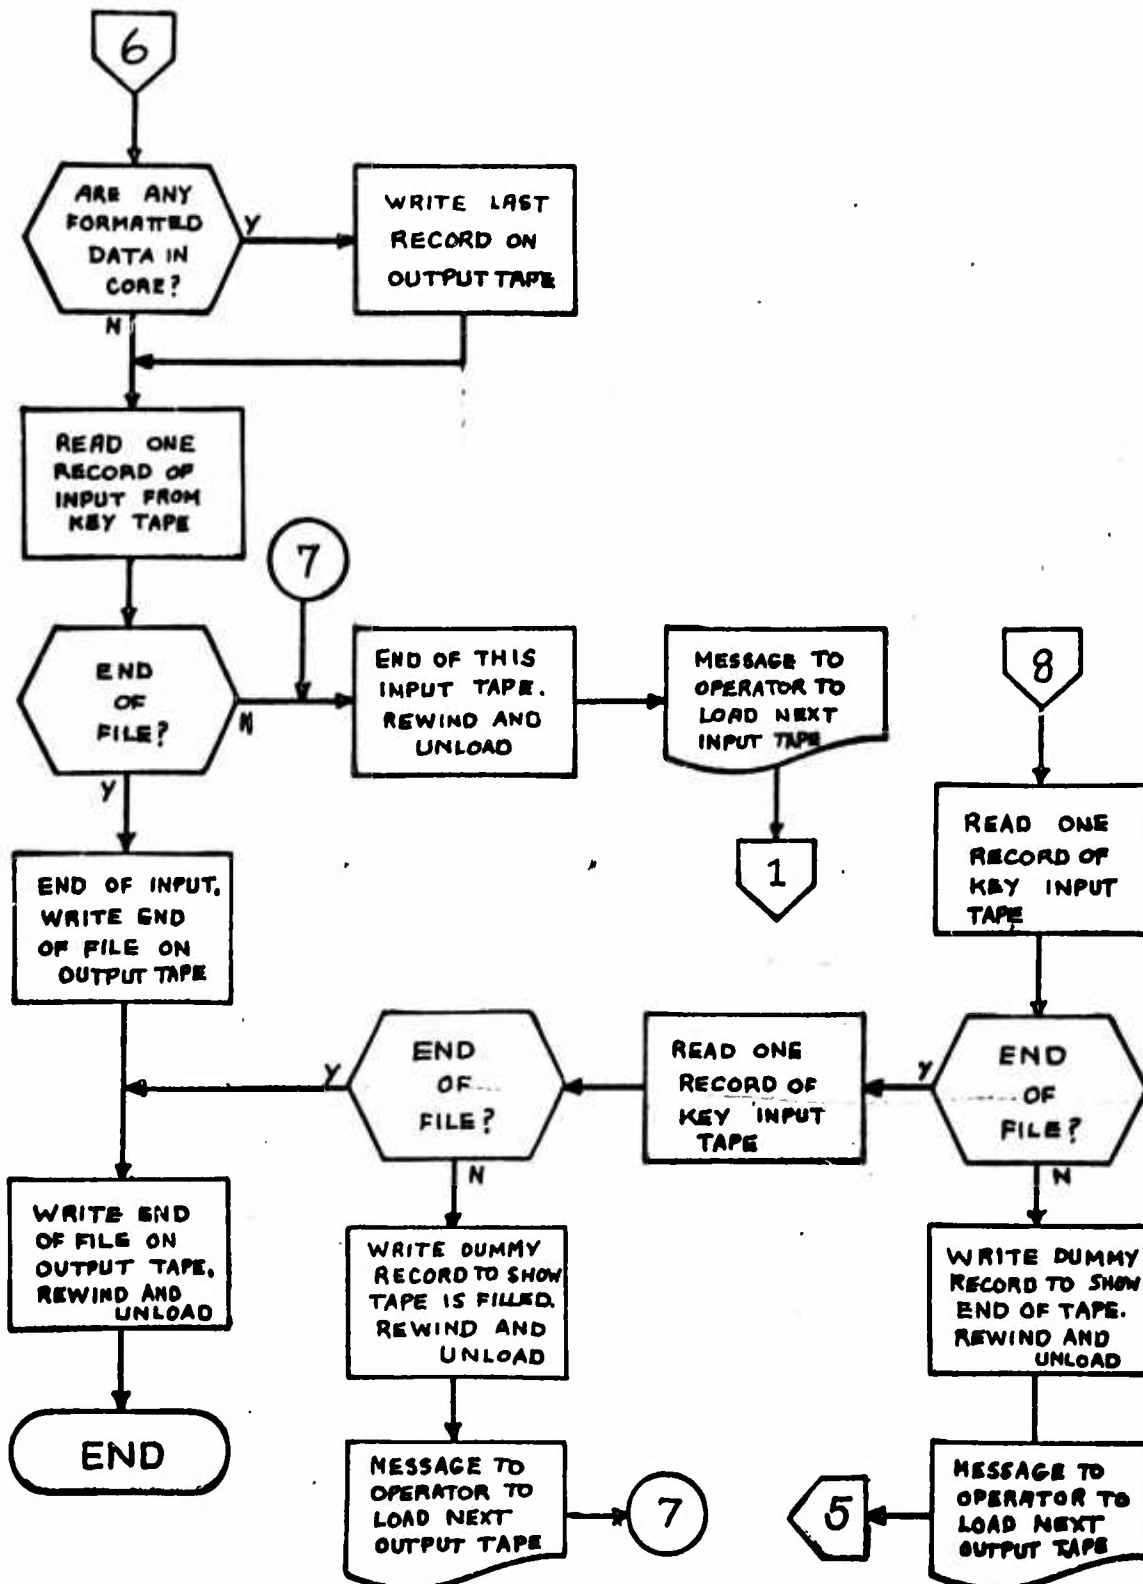 6
ARE ANY
FORMATTED
DATA IN
CORE?
Y
N
WRITE LAST
RECORD ON
OUTPUT TAPE
READ ONE
RECORD OF
INPUT FROM
KEY TAPE
7
END
OF
FILE?
N
Y
END OF THIS
INPUT TAPE.
REWIND AND
UNLOAD
MESSAGE TO
OPERATOR TO
LOAD NEXT
INPUT TAPE
1
8
READ ONE
RECORD OF
KEY INPUT
TAPE
END OF INPUT.
WRITE END
OF FILE ON
OUTPUT TAPE
END
OF
FILE?
Y
N
READ ONE
RECORD OF
KEY INPUT
TAPE
END
OF
FILE?
Y
N
WRITE END
OF FILE ON
OUTPUT TAPE.
REWIND AND
UNLOAD
WRITE DUMMY
RECORD TO SHOW
TAPE IS FILLED.
REWIND AND
UNLOAD
WRITE DUMMY
RECORD TO SHOW
END OF TAPE.
REWIND AND
UNLOAD
END
MESSAGE TO
OPERATOR TO
LOAD NEXT
OUTPUT TAPE
7
5
MESSAGE TO
OPERATOR TO
LOAD NEXT
OUTPUT TAPE